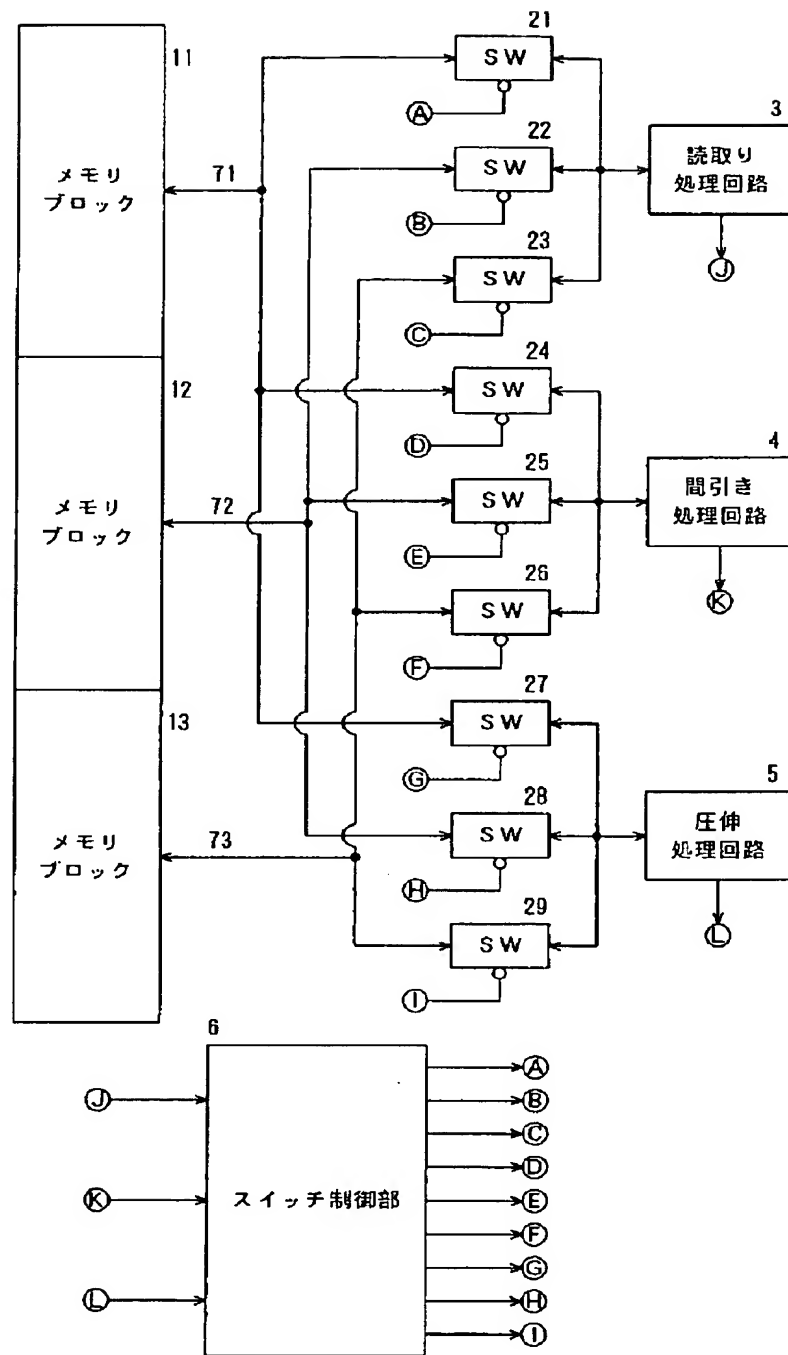 11
メモリ
ブロック
71
12
メモリ
ブロック
72
13
メモリ
ブロック
73
21
SW
A
22
SW
B
23
SW
C
24
SW
D
25
SW
E
26
SW
F
27
SW
G
28
SW
H
29
SW
I
3
読取り
処理回路
J
4
間引き
処理回路
K
5
圧伸
処理回路
L
6
スイッチ制御部
J
K
L
A
B
C
D
E
F
G
H
I